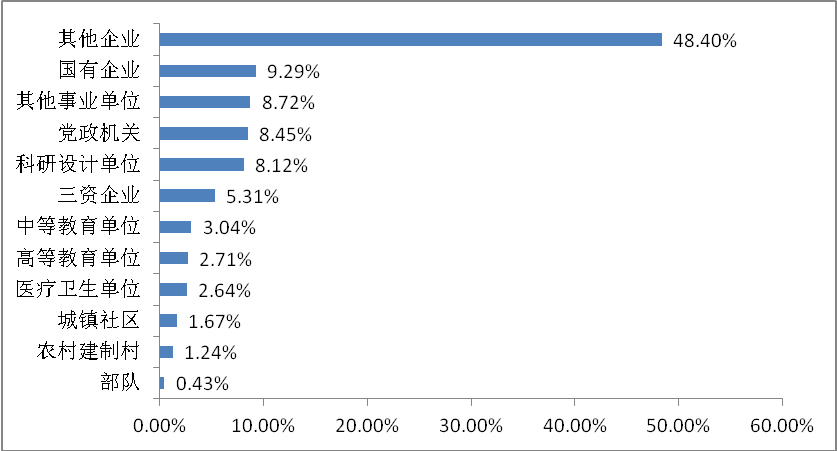 其他企业 48.40%
国有企业 9.29%
其他事业单位 8.72%
党政机关 8.45%
科研设计单位 8.12%
三资企业 5.31%
中等教育单位 3.04%
高等教育单位 2.71%
医疗卫生单位 2.64%
城镇社区 1.67%
农村建制村 1.24%
部队 0.43%
0.00% 10.00% 20.00% 30.00% 40.00% 50.00% 60.00%